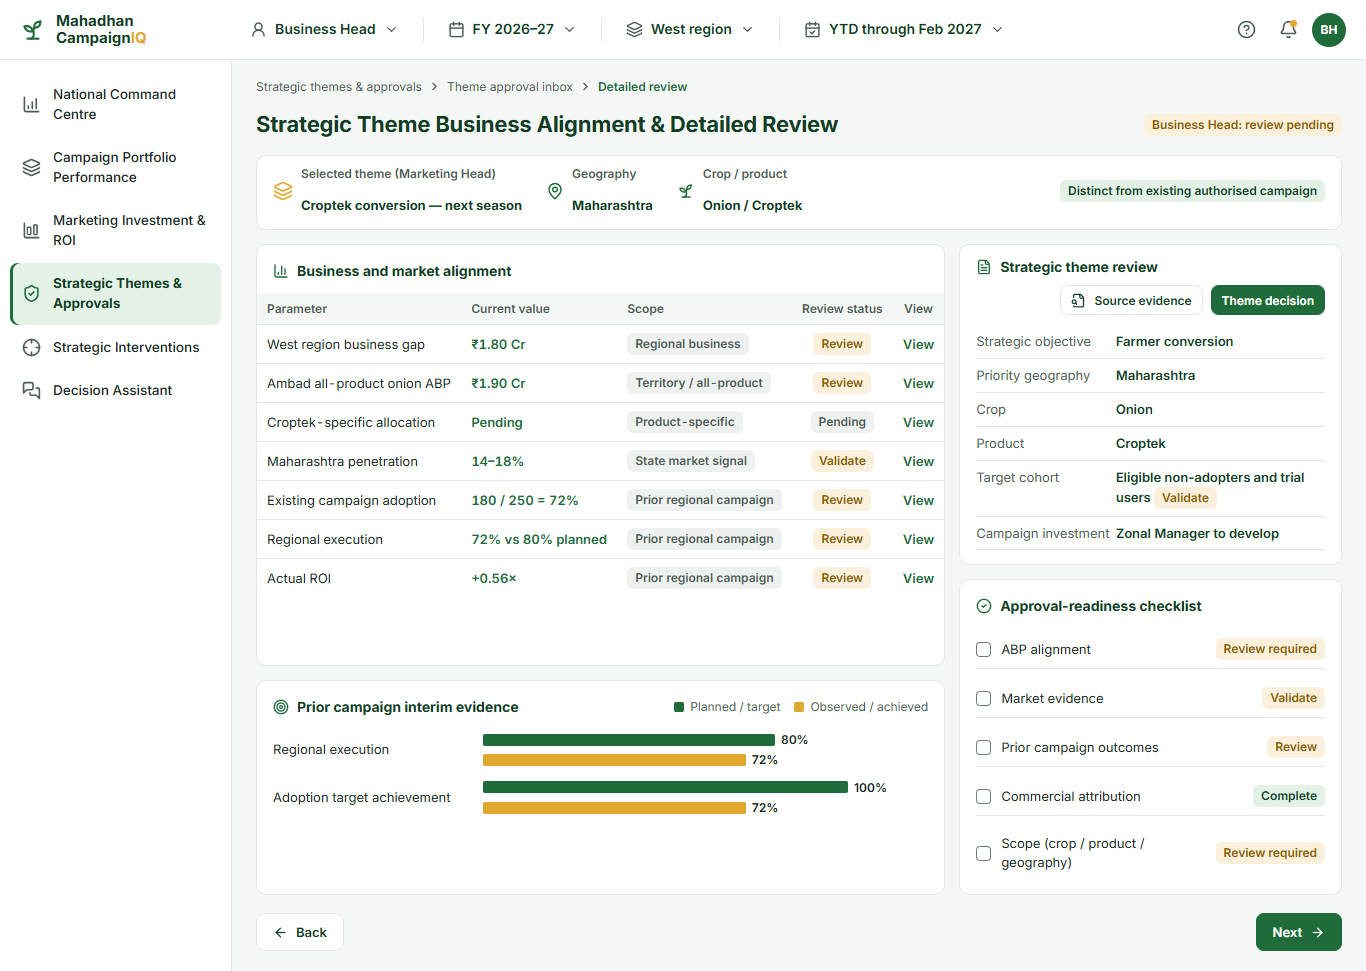 Mahadhan
CampaignIQ
Business Head
FY 2026–27
West region
YTD through Feb 2027
BH
National Command
Centre
Campaign Portfolio
Performance
Marketing Investment &
ROI
Strategic Themes &
Approvals
Strategic Interventions
Decision Assistant
Strategic themes & approvals > Theme approval inbox > Detailed review
Strategic Theme Business Alignment & Detailed Review
Business Head: review pending
Selected theme (Marketing Head)
Croptek conversion — next season
Geography
Maharashtra
Crop / product
Onion / Croptek
Distinct from existing authorised campaign
Business and market alignment
Parameter Current value Scope Review status View
West region business gap ₹1.80 Cr Regional business Review View
Ambad all-product onion ABP ₹1.90 Cr Territory / all-product Review View
Croptek-specific allocation Pending Product-specific Pending View
Maharashtra penetration 14–18% State market signal Validate View
Existing campaign adoption 180 / 250 = 72% Prior regional campaign Review View
Regional execution 72% vs 80% planned Prior regional campaign Review View
Actual ROI +0.56× Prior regional campaign Review View
Prior campaign interim evidence
Planned / target Observed / achieved
Regional execution
80%
72%
Adoption target achievement
100%
72%
Strategic theme review
Source evidence
Theme decision
Strategic objective Farmer conversion
Priority geography Maharashtra
Crop Onion
Product Croptek
Target cohort Eligible non-adopters and trial
users Validate
Campaign investment Zonal Manager to develop
Approval-readiness checklist
ABP alignment Review required
Market evidence Validate
Prior campaign outcomes Review
Commercial attribution Complete
Scope (crop / product /
geography) Review required
Back
Next